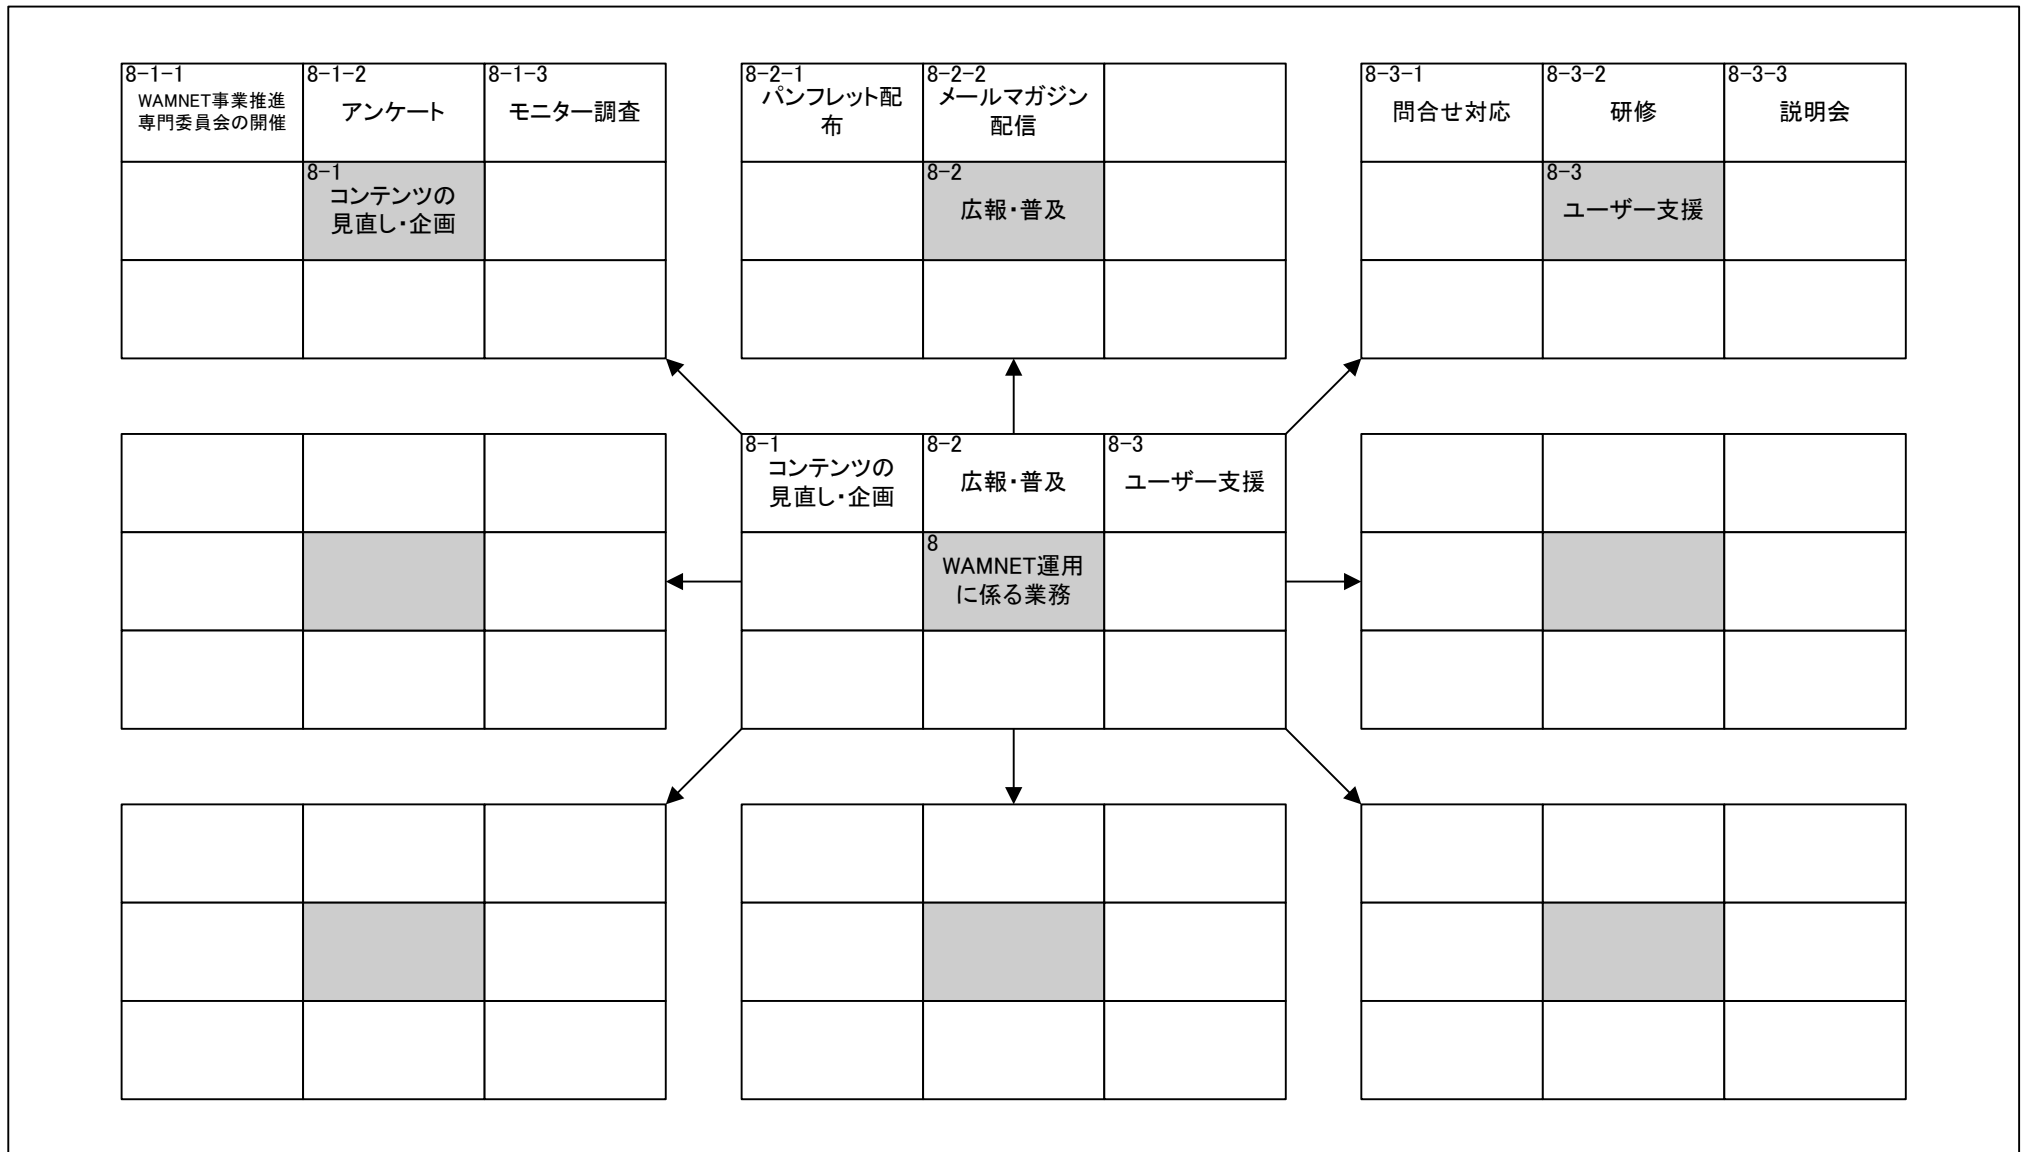 8-1-1
WAMNET事業推進
専門委員会の開催
8-1-2
アンケート
8-1-3
モニター調査
8-1
コンテンツの
見直し・企画
8-2-1
パンフレット配
布
8-2-2
メールマガジン
配信
8-2
広報・普及
8-3-1
問合せ対応
8-3-2
研修
8-3-3
説明会
8-3
ユーザー支援
8-1
コンテンツの
見直し・企画
8-2
広報・普及
8-3
ユーザー支援
8
WAMNET運用
に係る業務